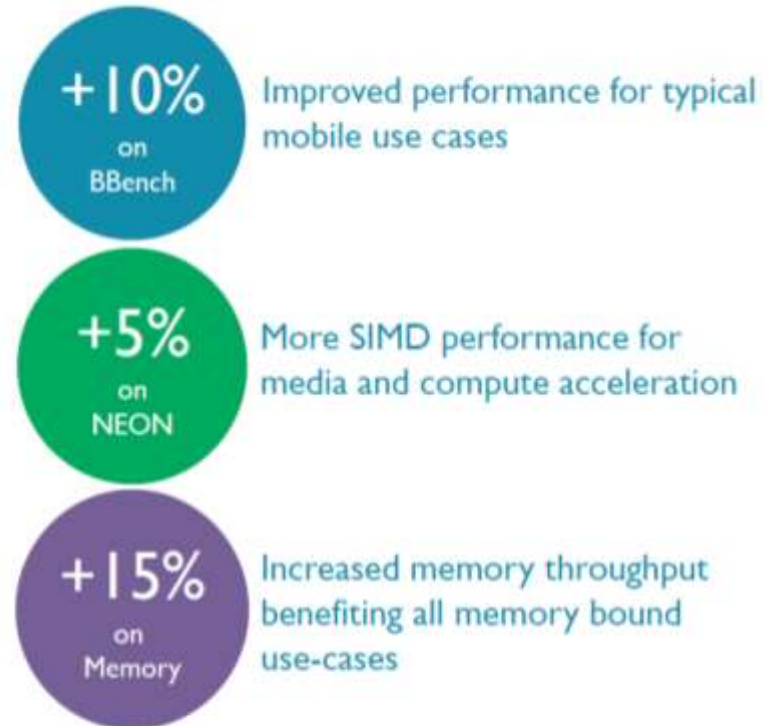 +10%
on
BBench
Improved performance for typical
mobile use cases
+5%
on
NEON
More SIMD performance for
media and compute acceleration
+15%
on
Memory
Increased memory throughput
benefiting all memory bound
use-cases